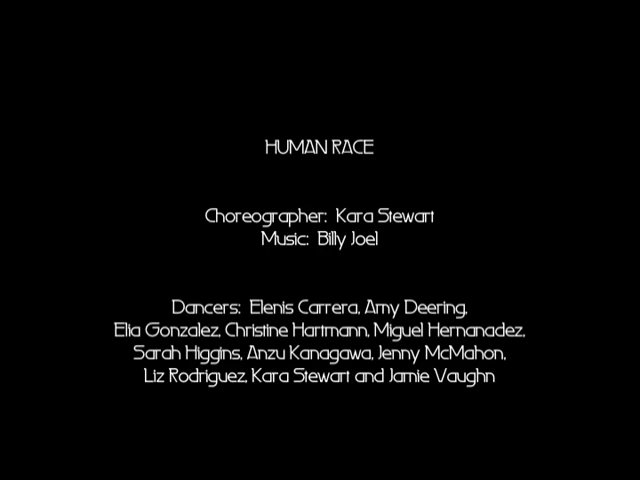 HUMAN RACE
Choreographer: Kara Stewart
Music: Billy Joel
Dancers: Elenis Carrera, Amy Deering,
Elia Gonzalez, Christine Hartmann, Miguel Hernanadez,
Sarah Higgins, Anzu Kanagawa, Jenny McMahon,
Liz Rodriguez, Kara Stewart and Jamie Vaughn